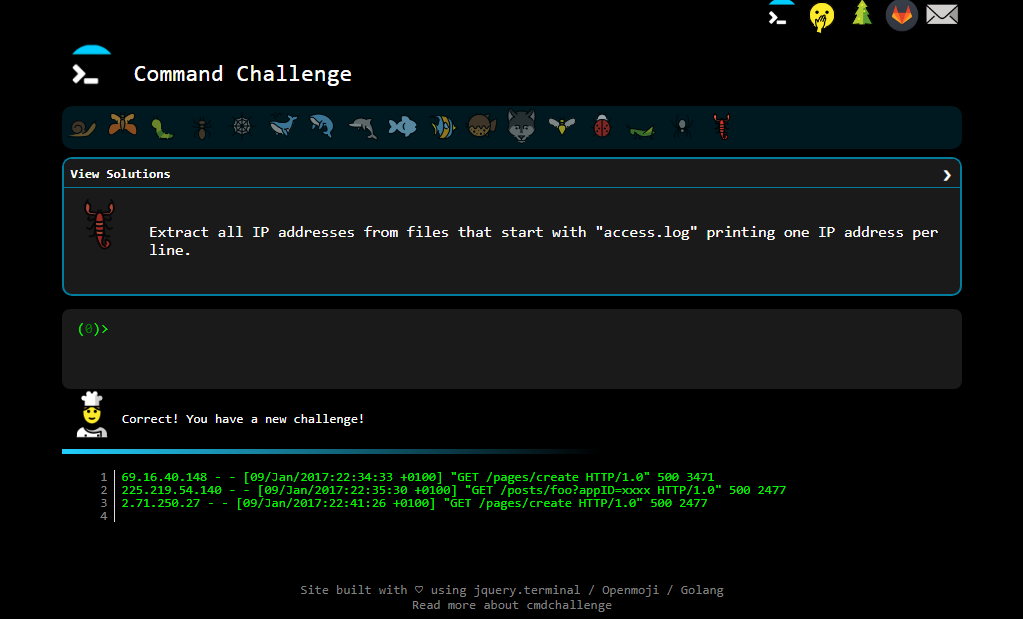 Command Challenge
View Solutions
Extract all IP addresses from files that start with "access.log" printing one IP address per
line.
(0)>
Correct! You have a new challenge!
1 69.16.40.148 - - [09/Jan/2017:22:34:33 +0100] "GET /pages/create HTTP/1.0" 500 3471
2 225.219.54.140 - - [09/Jan/2017:22:35:30 +0100] "GET /posts/foo?appID=xxxx HTTP/1.0" 500 2477
3 2.71.250.27 - - [09/Jan/2017:22:41:26 +0100] "GET /pages/create HTTP/1.0" 500 2477
4
Site built with ♡ using jquery.terminal / Openmoji / Golang
Read more about cmdchallenge